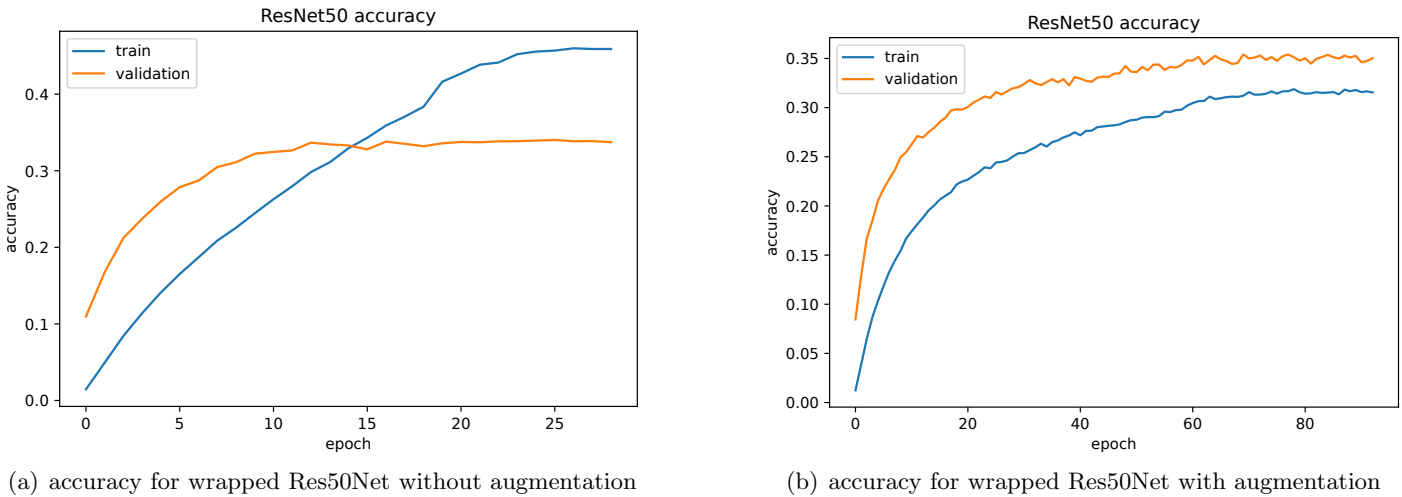 ResNet50 accuracy
train
validation
accuracy
0.4
0.3
0.2
0.1
0.0
0 5 10 15 20 25
epoch
(a) accuracy for wrapped Res50Net without augmentation
ResNet50 accuracy
train
validation
accuracy
0.35
0.30
0.25
0.20
0.15
0.10
0.05
0.00
0 20 40 60 80
epoch
(b) accuracy for wrapped Res50Net with augmentation